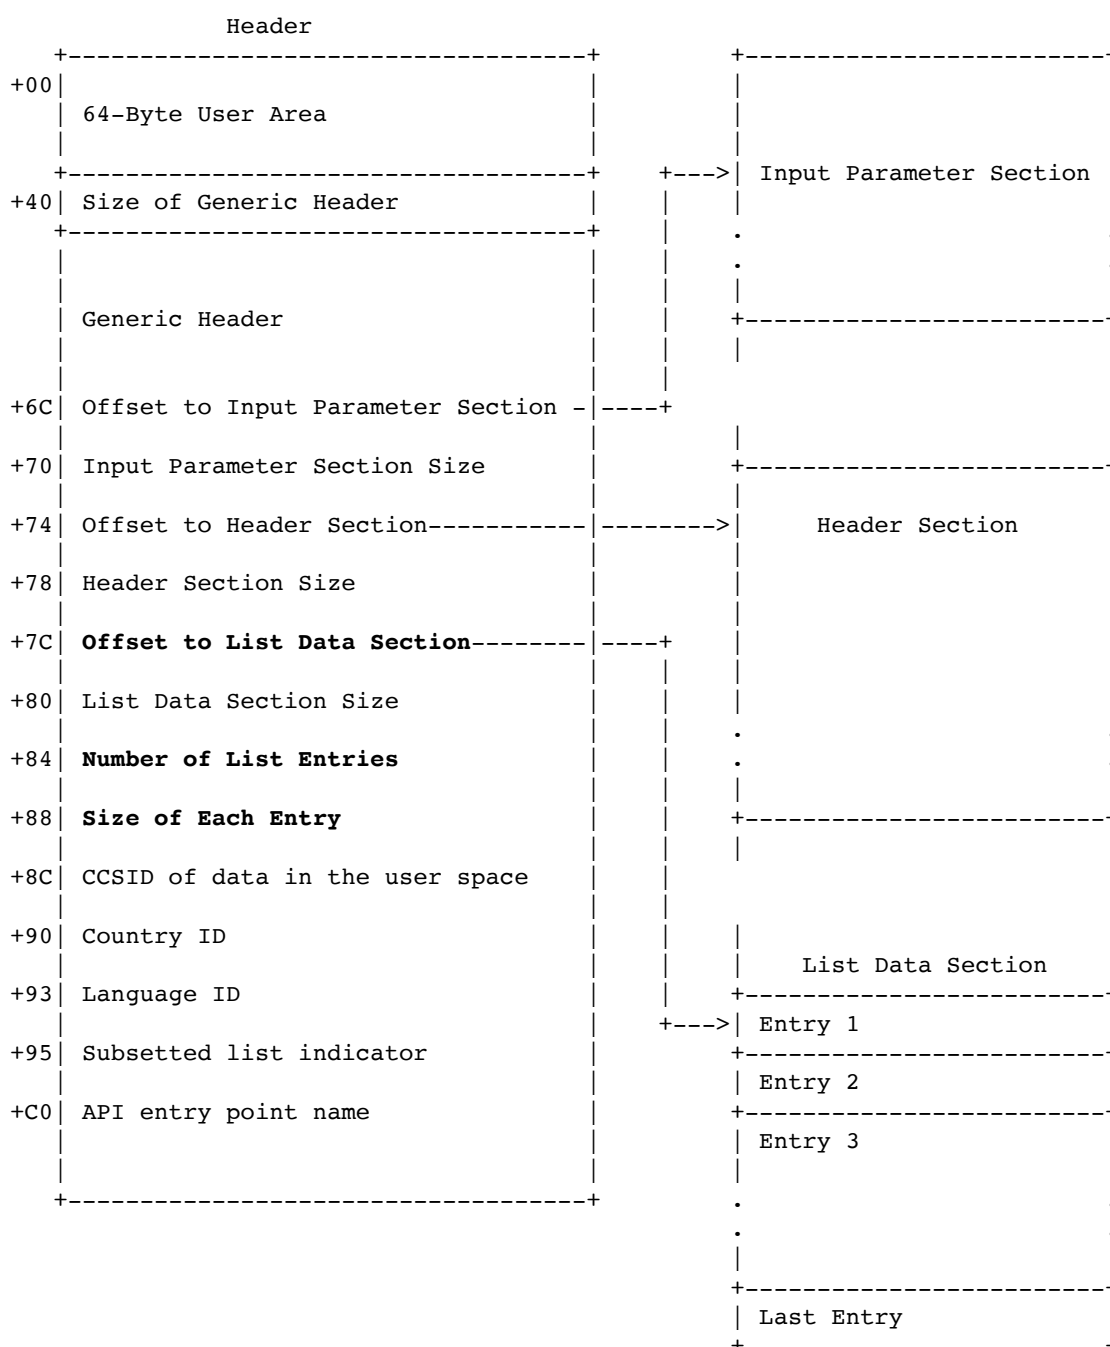 Header
+00
64-Byte User Area
Input Parameter Section
+40 Size of Generic Header
Generic Header
+6C Offset to Input Parameter Section
+70 Input Parameter Section Size
+74 Offset to Header Section
Header Section
+78 Header Section Size
+7C Offset to List Data Section
+80 List Data Section Size
+84 Number of List Entries
+88 Size of Each Entry
+8C CCSID of data in the user space
+90 Country ID
List Data Section
+93 Language ID
Entry 1
+95 Subsetted list indicator
Entry 2
+C0 API entry point name
Entry 3
Last Entry